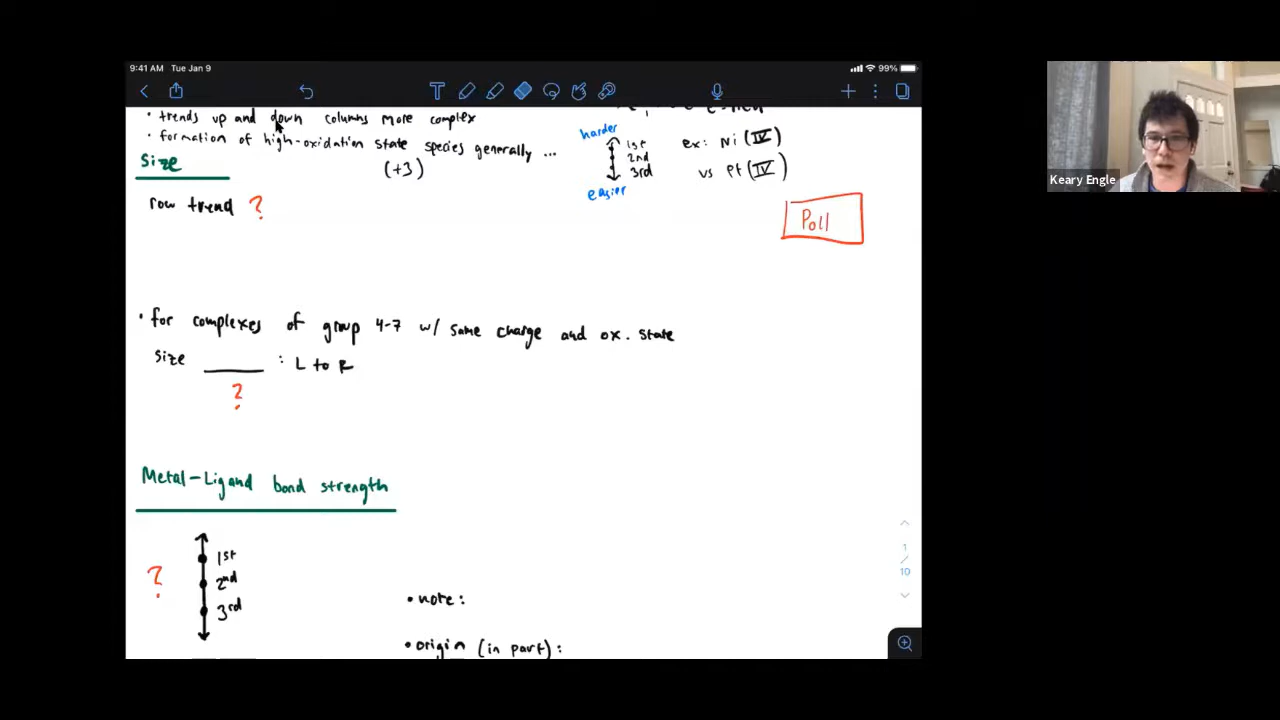 9:41 AM Tue Jan 9
99%
• trends up and down columns more complex
• formation of high-oxidation state species generally ...
(+3)
harder
1st
2nd
3rd
easier
ex: Ni (IV)
vs Pt (IV)
Size
row trend ?
Poll
• for complexes of group 4-7 w/ same charge and ox. state
size ______ : L to R
?
Metal-Ligand bond strength
?
1st
2nd
3rd
• note:
• origin (in part):
1
/
10
Keary Engle